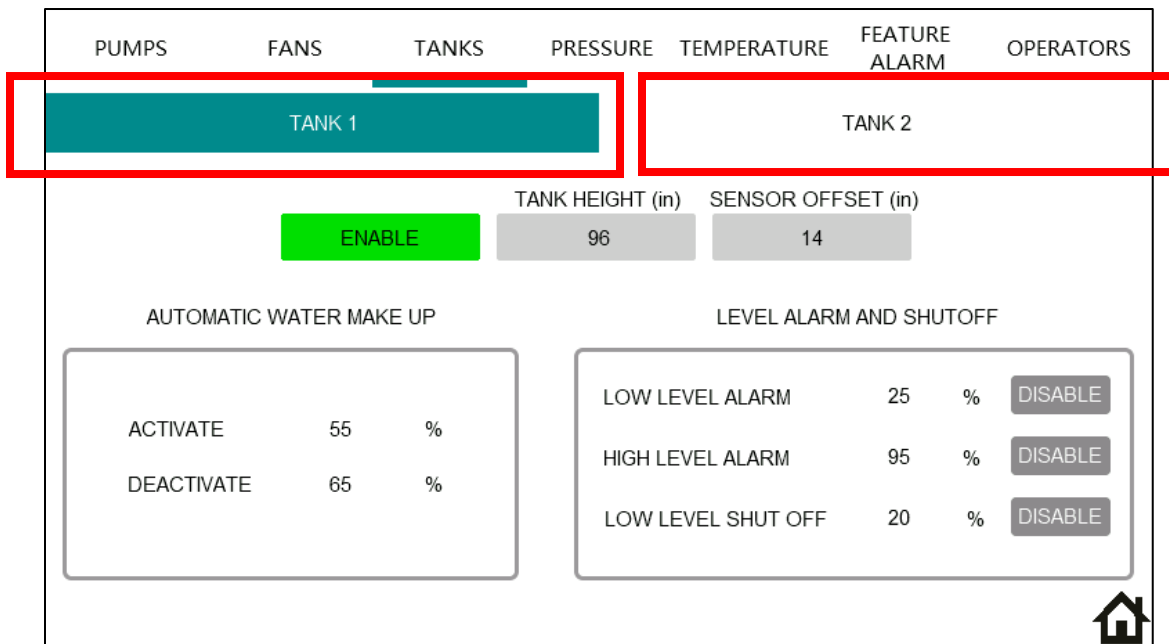 PUMPS FANS TANKS PRESSURE TEMPERATURE FEATURE ALARM OPERATORS
TANK 1 TANK 2
TANK HEIGHT (in) SENSOR OFFSET (in)
ENABLE 96 14
AUTOMATIC WATER MAKE UP
ACTIVATE 55 %
DEACTIVATE 65 %
LEVEL ALARM AND SHUTOFF
LOW LEVEL ALARM 25 % DISABLE
HIGH LEVEL ALARM 95 % DISABLE
LOW LEVEL SHUT OFF 20 % DISABLE